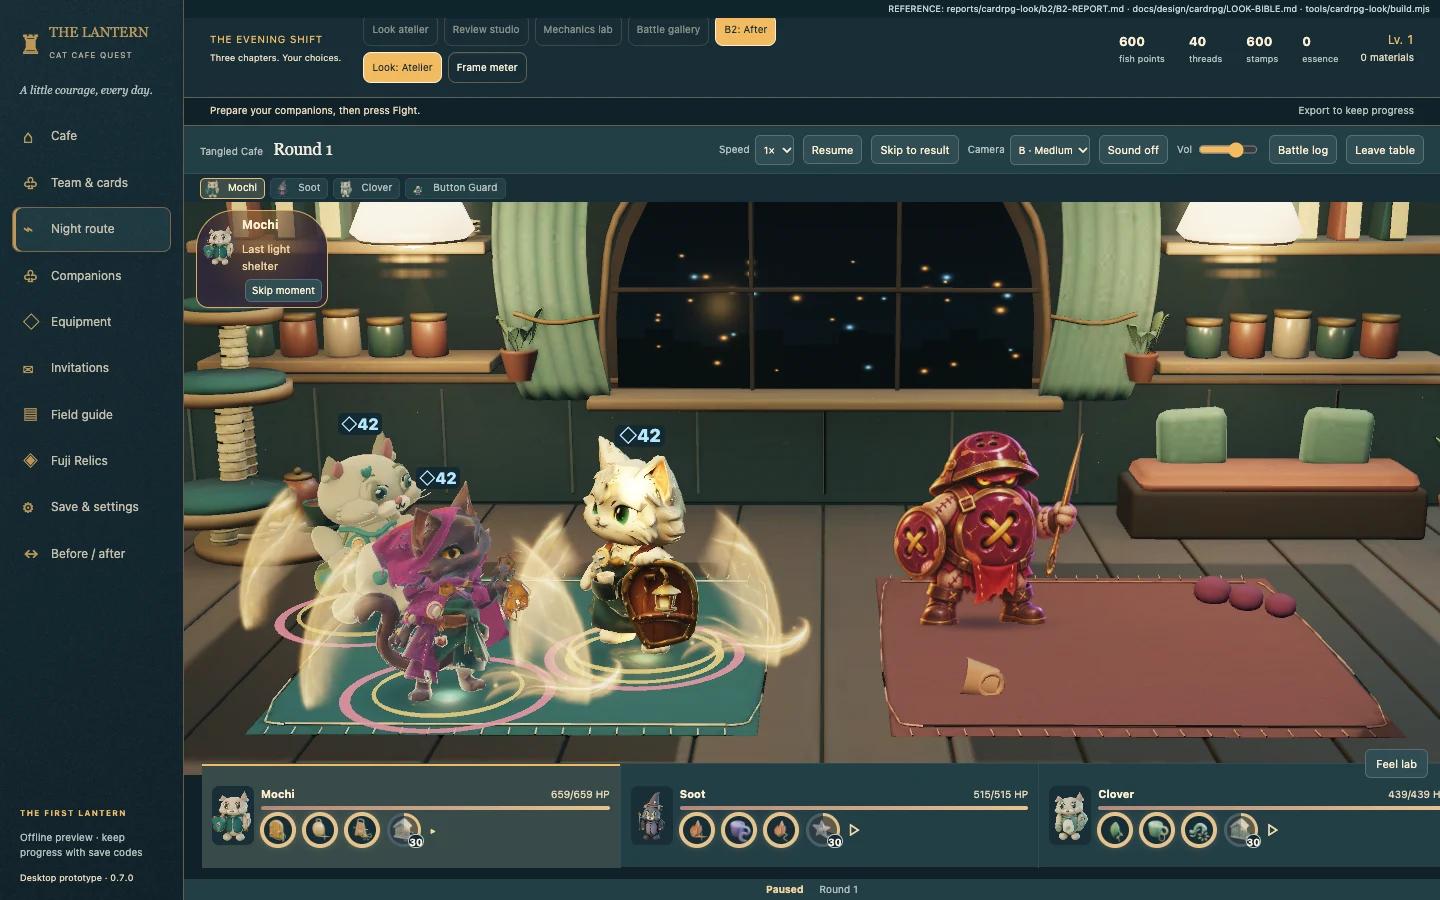 REFERENCE: reports/cardrpg-look/b2/B2-REPORT.md · docs/design/cardrpg/LOOK-BIBLE.md · tools/cardrpg-look/build.mjs
THE LANTERN
CAT CAFE QUEST
A little courage, every day.
Cafe
Team & cards
Night route
Companions
Equipment
Invitations
Field guide
Fuji Relics
Save & settings
Before / after
THE FIRST LANTERN
Offline preview · keep
progress with save codes
Desktop prototype · 0.7.0
THE EVENING SHIFT
Three chapters. Your choices.
Look atelier
Review studio
Mechanics lab
Battle gallery
B2: After
Look: Atelier
Frame meter
600
fish points
40
threads
600
stamps
0
essence
Lv. 1
0 materials
Prepare your companions, then press Fight.
Export to keep progress
Tangled Cafe
Round 1
Speed
1×
Resume
Skip to result
Camera
B · Medium
Sound off
Vol
Battle log
Leave table
Mochi
Soot
Clover
Button Guard
Mochi
Last light
shelter
Skip moment
42
42
42
Feel lab
Mochi
659/659 HP
30
Soot
515/515 HP
30
Clover
439/439 H
30
Paused
Round 1